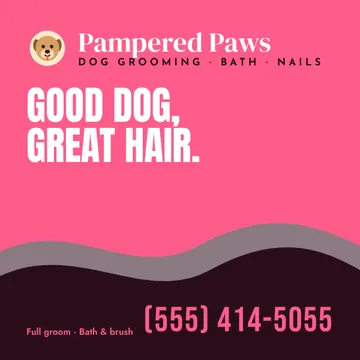 Pampered Paws
DOG GROOMING · BATH · NAILS
GOOD DOG,
GREAT HAIR.
(555) 414-5055
Full groom · Bath & brush